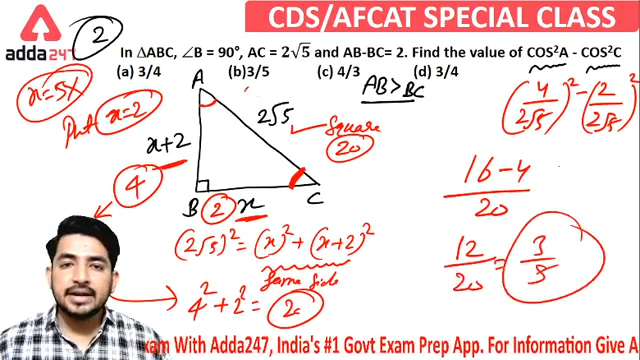 CDS/AFCAT SPECIAL CLASS
adda247
2
In ΔABC, ∠B = 90°, AC = 2√5 and AB-BC= 2. Find the value of COS²A - COS²C
(a) 3/4 (b)3/5 (c) 4/3 (d) 3/4
x=5x
Put x=2
AB>BC
A
2√5
Square
20
x+2
4
B 2 x C
(2√5)² = (x)² + (x+2)²
Same side
4² + 2² = 20
(4/2√5)² - (2/2√5)²
16-4/20
12/20 = 3/5
xam With Adda247, India's #1 Govt Exam Prep App. For Information Give A